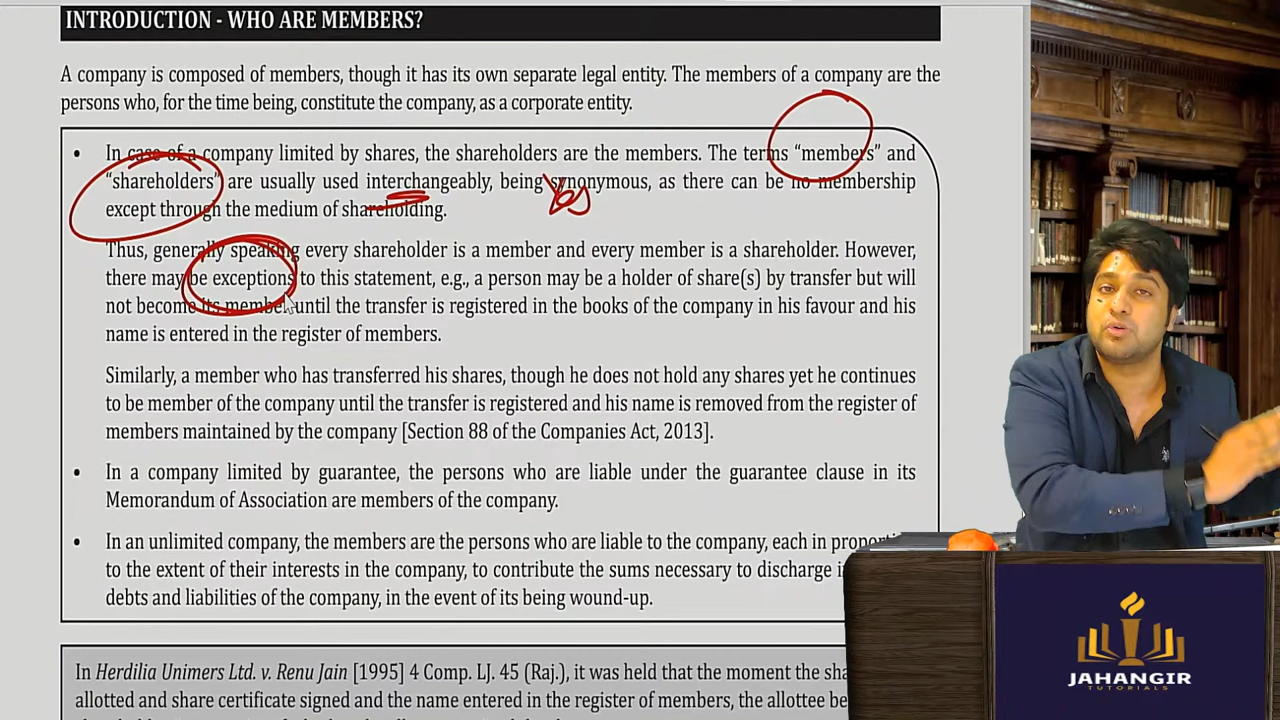 INTRODUCTION - WHO ARE MEMBERS?
A company is composed of members, though it has its own separate legal entity. The members of a company are the
persons who, for the time being, constitute the company, as a corporate entity.
• In case of a company limited by shares, the shareholders are the members. The terms “members” and
“shareholders” are usually used interchangeably, being synonymous, as there can be no membership
except through the medium of shareholding.
Yes
Thus, generally speaking every shareholder is a member and every member is a shareholder. However,
there may be exceptions to this statement, e.g., a person may be a holder of share(s) by transfer but will
not become its member until the transfer is registered in the books of the company in his favour and his
name is entered in the register of members.
Similarly, a member who has transferred his shares, though he does not hold any shares yet he continues
to be member of the company until the transfer is registered and his name is removed from the register of
members maintained by the company [Section 88 of the Companies Act, 2013].
• In a company limited by guarantee, the persons who are liable under the guarantee clause in its
Memorandum of Association are members of the company.
• In an unlimited company, the members are the persons who are liable to the company, each in
to the extent of their interests in the company, to contribute the sums necessary to discharge
debts and liabilities of the company, in the event of its being wound-up.
In Herdilia Unimers Ltd. v. Renu Jain [1995] 4 Comp. LJ. 45 (Raj.), it was held that the moment the
allotted and share certificate signed and the name entered in the register of members, the allottee
JAHANGIR
TUTORIALS